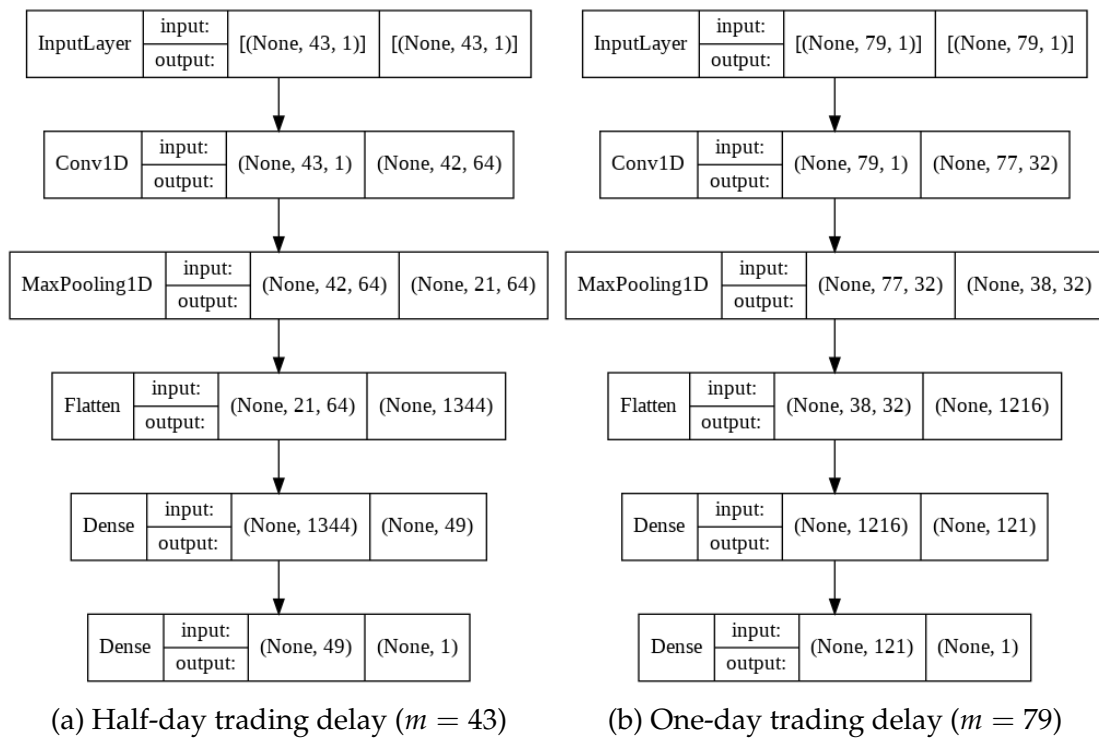 InputLayer
input:
output:
[(None, 43, 1)]
[(None, 43, 1)]
Conv1D
input:
output:
(None, 43, 1)
(None, 42, 64)
MaxPooling1D
input:
output:
(None, 42, 64)
(None, 21, 64)
Flatten
input:
output:
(None, 21, 64)
(None, 1344)
Dense
input:
output:
(None, 1344)
(None, 49)
Dense
input:
output:
(None, 49)
(None, 1)
(a) Half-day trading delay (m = 43)
InputLayer
input:
output:
[(None, 79, 1)]
[(None, 79, 1)]
Conv1D
input:
output:
(None, 79, 1)
(None, 77, 32)
MaxPooling1D
input:
output:
(None, 77, 32)
(None, 38, 32)
Flatten
input:
output:
(None, 38, 32)
(None, 1216)
Dense
input:
output:
(None, 1216)
(None, 121)
Dense
input:
output:
(None, 121)
(None, 1)
(b) One-day trading delay (m = 79)